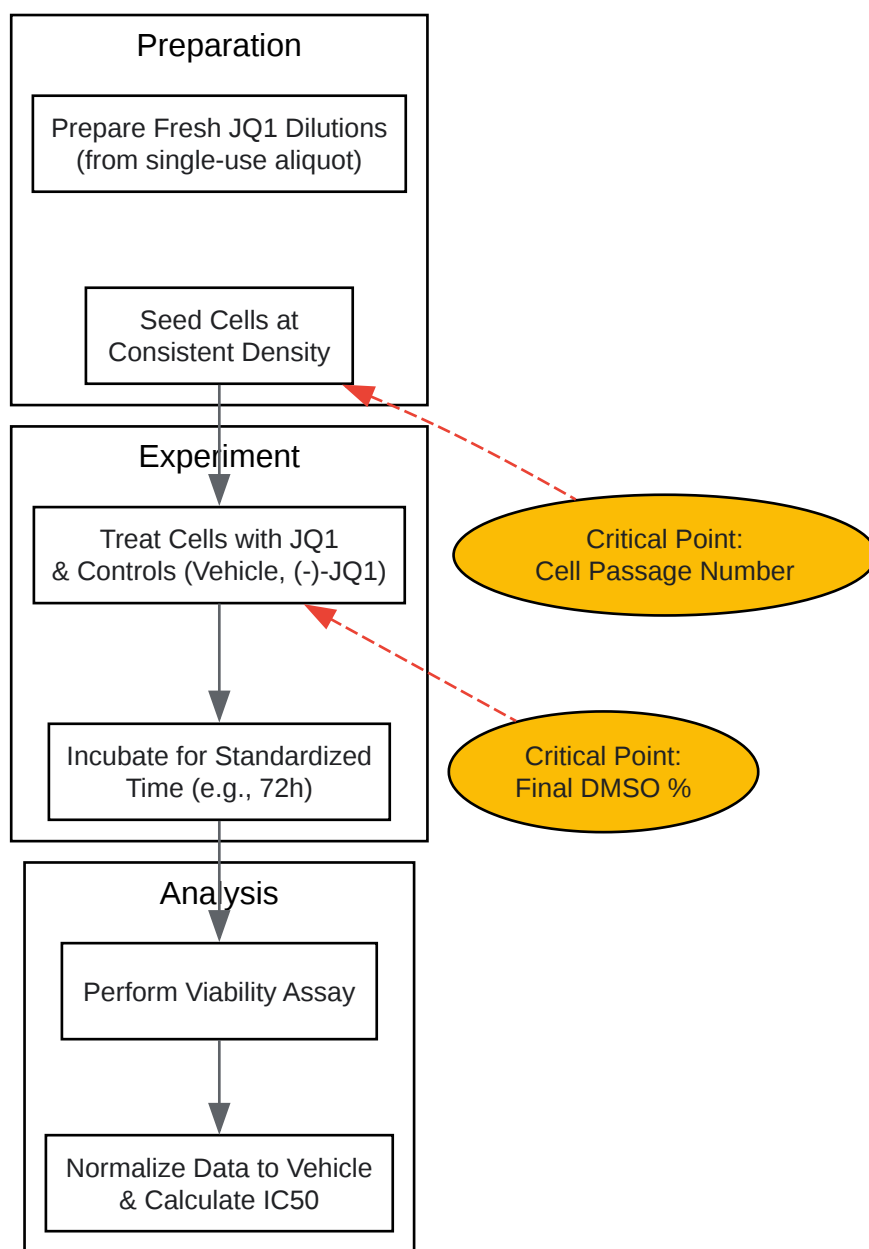 Preparation
Prepare Fresh JQ1 Dilutions
(from single-use aliquot)
Seed Cells at
Consistent Density
Experiment
Treat Cells with JQ1
& Controls (Vehicle, (-)-JQ1)
Critical Point:
Cell Passage Number
Incubate for Standardized
Time (e.g., 72h)
Critical Point:
Final DMSO %
Analysis
Perform Viability Assay
Normalize Data to Vehicle
& Calculate IC50